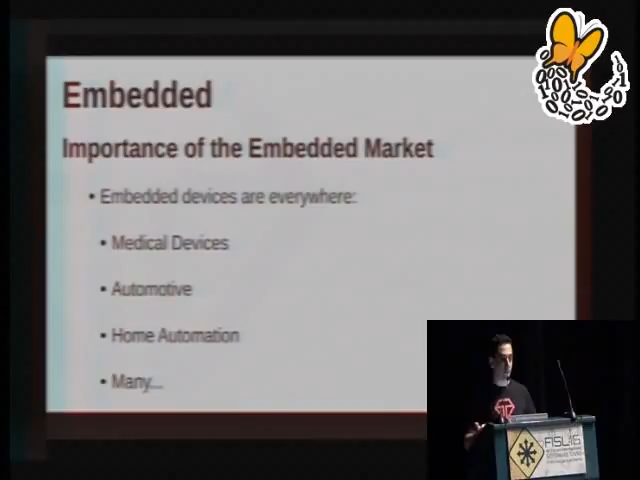 Embedded
Importance of the Embedded Market
• Embedded devices are everywhere:
• Medical Devices
• Automotive
• Home Automation
• Many...
FISL16